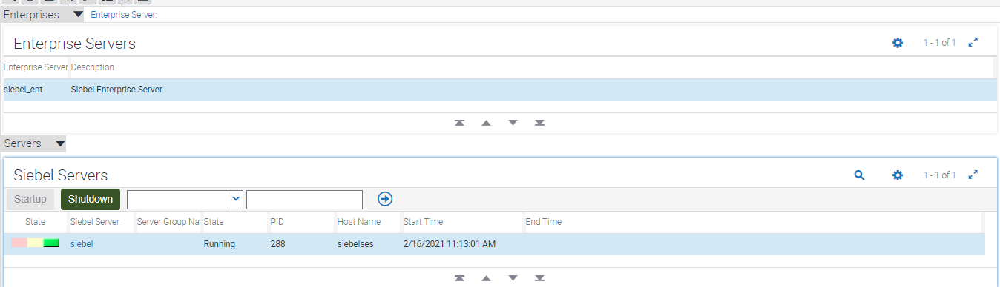 Enterprises Enterprise Server:
Enterprise Servers 1 - 1 of 1
Enterprise Server Description
siebel_ent Siebel Enterprise Server
Servers
Siebel Servers 1 - 1 of 1
Startup Shutdown
State Siebel Server Server Group Na State PID Host Name Start Time End Time
siebel Running 288 siebelses 2/16/2021 11:13:01 AM